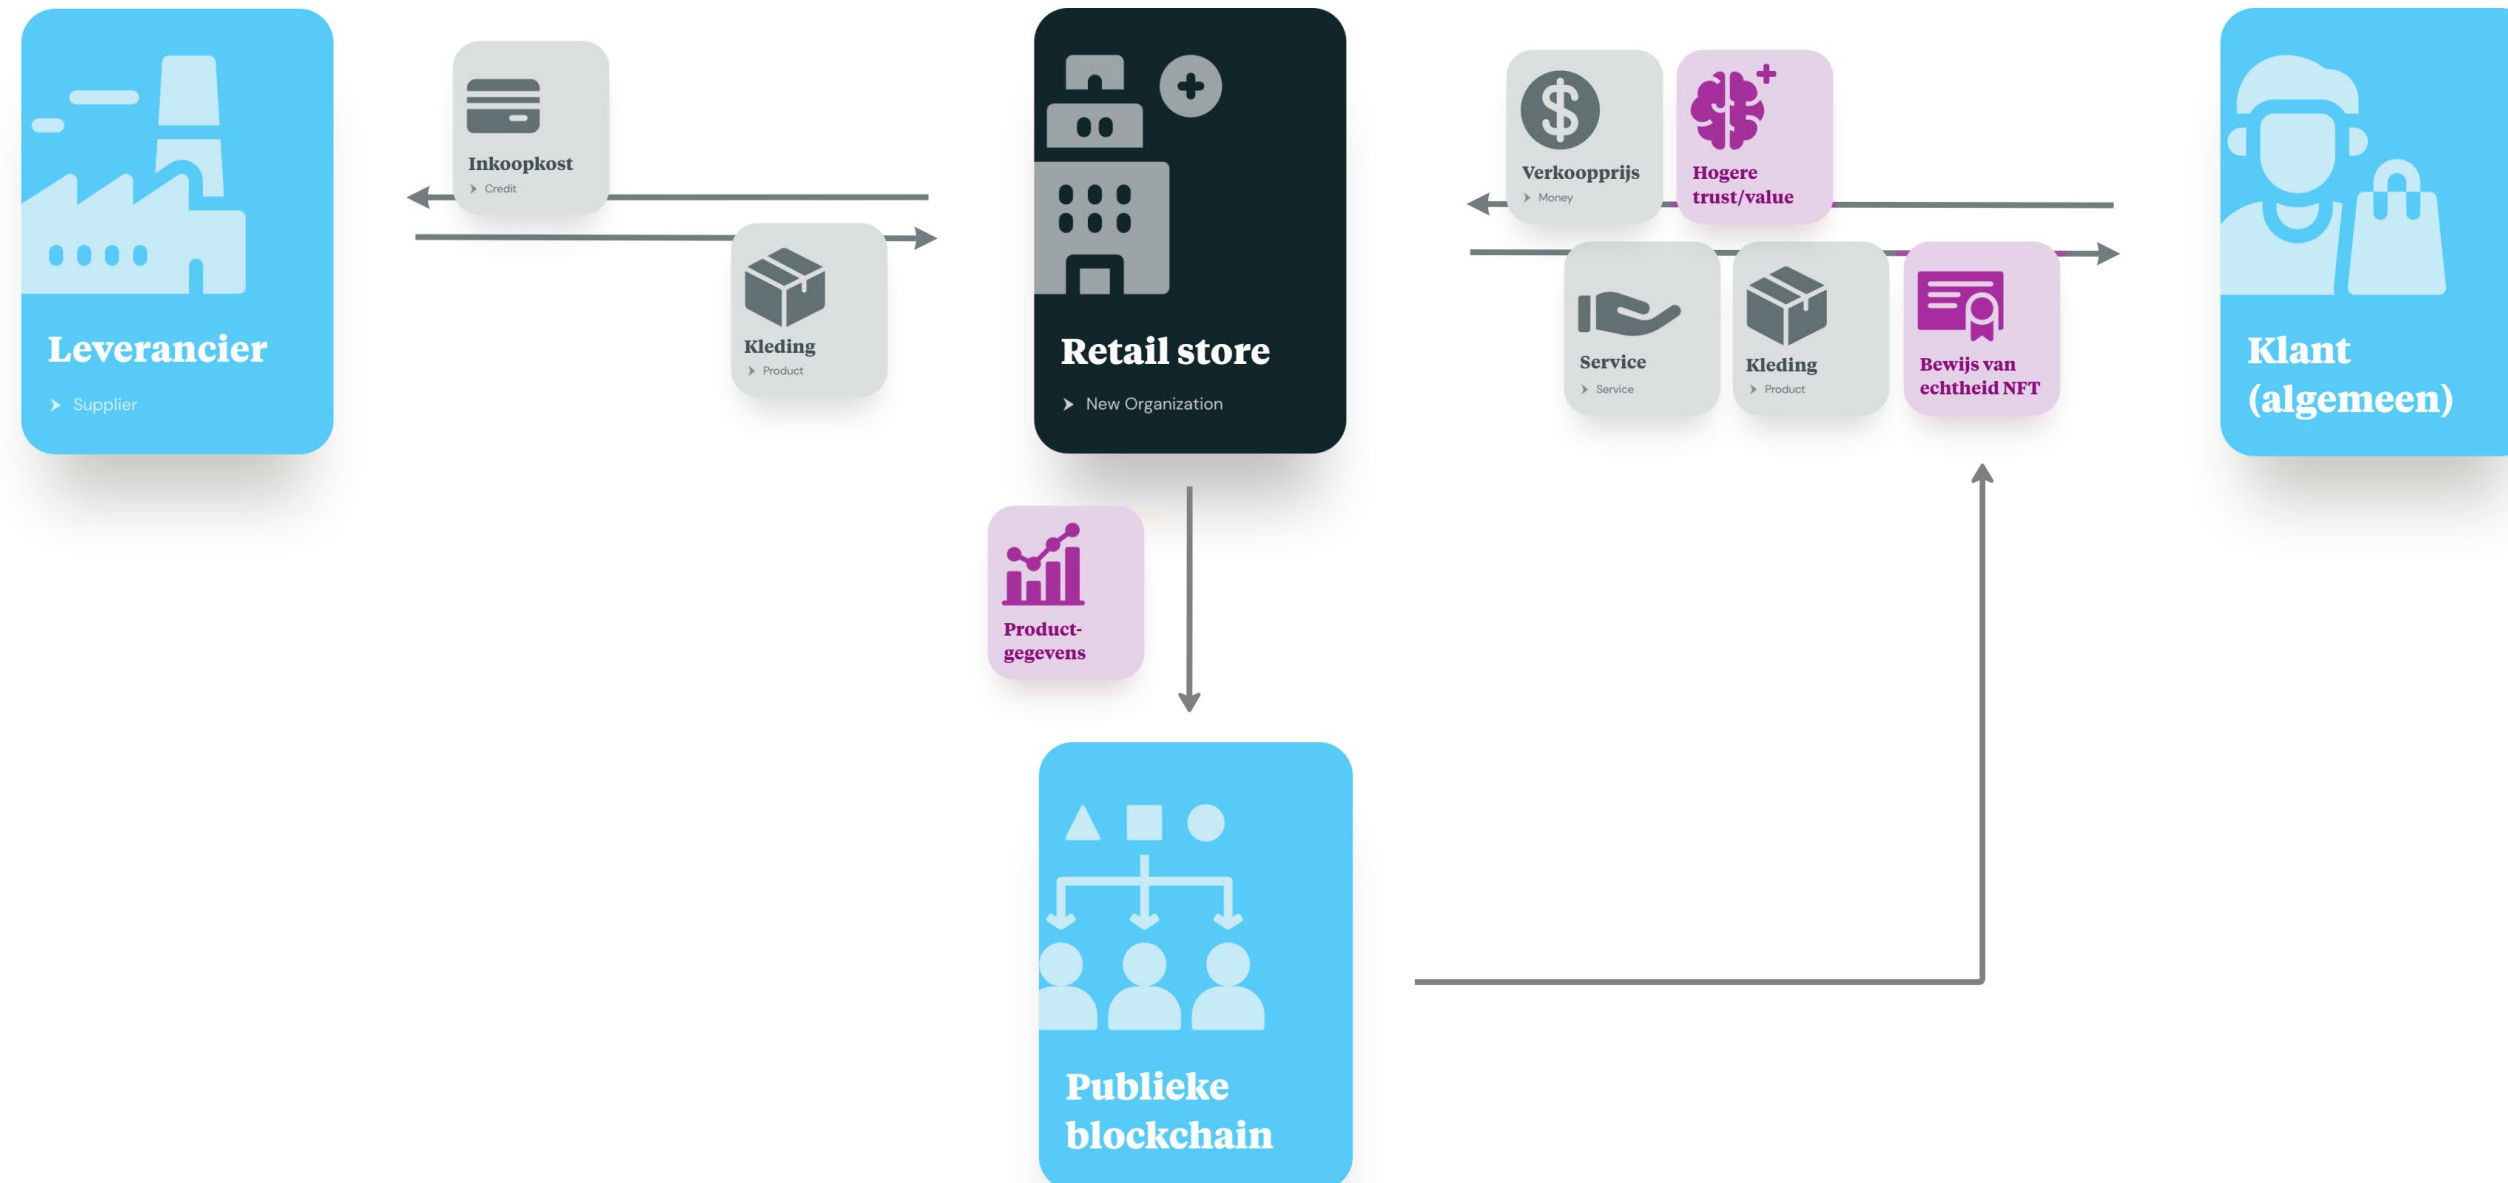 Leverancier
Supplier
Inkoopkost
Credit
Kleding
Product
Retail store
New Organization
Verkoopprijs
Money
Hogere
trust/value
Service
Service
Kleding
Product
Bewijs van
echtheid NFT
Klant
(algemeen)
Product-
gegevens
Publieke
blockchain